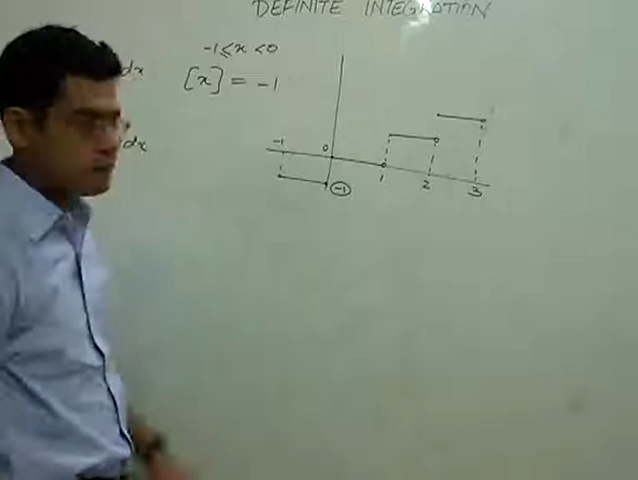 DEFINITE INTEGRATION
-1 ≤ x < 0
dx
[x] = -1
dx
-1
0
1
2
3
-1